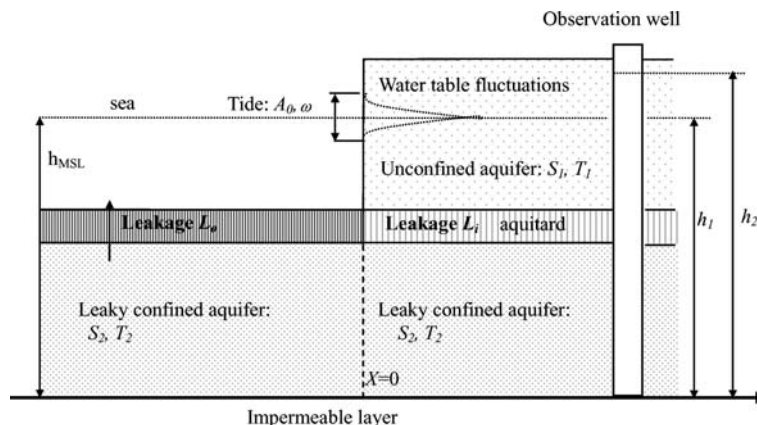 Observation well
Water table fluctuations
sea
Tide: A₀, ω
h_MSL
Unconfined aquifer: S₁, T₁
Leakage Lₒ
Leakage Lᵢ aquitard
h₁
h₂
Leaky confined aquifer:
S₂, T₂
Leaky confined aquifer:
S₂, T₂
X=0
Impermeable layer